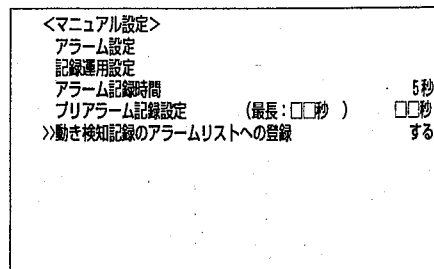 <マニュアル設定>
アラーム設定
記録運用設定
アラーム記録時間 5秒
プリアラーム記録設定 (最長:□□秒 ) □□秒
>>動き検知記録のアラームリストへの登録 する